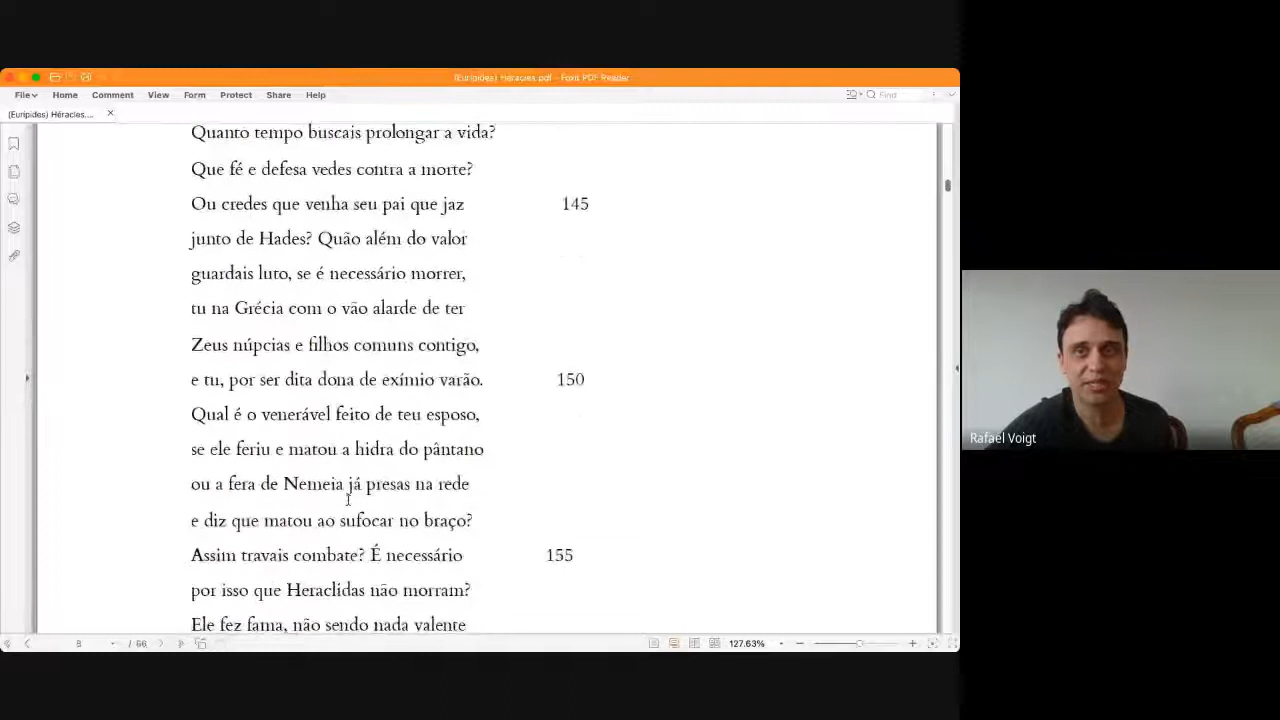 (Eurípides) Héracles.pdf - Foxit PDF Reader
File Home Comment View Form Protect Share Help Find
(Eurípides) Héracles....
Quanto tempo buscais prolongar a vida?
Que fé e defesa vedes contra a morte?
Ou credes que venha seu pai que jaz 145
junto de Hades? Quão além do valor
guardais luto, se é necessário morrer,
tu na Grécia com o vão alarde de ter
Zeus núpcias e filhos comuns contigo,
e tu, por ser dita dona de exímio varão. 150
Qual é o venerável feito de teu esposo,
se ele feriu e matou a hidra do pântano
ou a fera de Nemeia já presas na rede
e diz que matou ao sufocar no braço?
Assim travais combate? É necessário 155
por isso que Heraclidas não morram?
Ele fez fama, não sendo nada valente
Rafael Voigt
8 / 66 127.63%